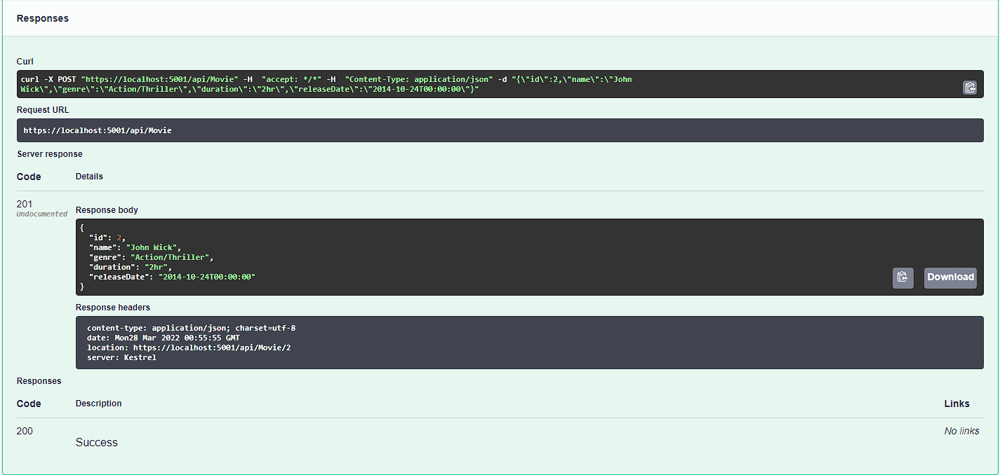 Responses
Curl
curl -X POST "https://localhost:5001/api/Movie" -H  "accept: */*" -H  "Content-Type: application/json" -d "{\"id\":2,\"name\":\"John
Wick\",\"genre\":\"Action/Thriller\",\"duration\":\"2hr\",\"releaseDate\":\"2014-10-24T00:00:00\"}"
Request URL
https://localhost:5001/api/Movie
Server response
Code Details
201
Undocumented
Response body
{
  "id": 2,
  "name": "John Wick",
  "genre": "Action/Thriller",
  "duration": "2hr",
  "releaseDate": "2014-10-24T00:00:00"
}
Download
Response headers
content-type: application/json; charset=utf-8
date: Mon28 Mar 2022 00:55:55 GMT
location: https://localhost:5001/api/Movie/2
server: Kestrel
Responses
Code Description Links
200 No links
Success